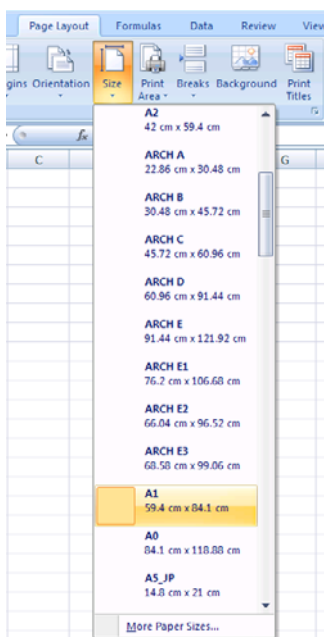 Page Layout Formulas Data Review View
gins Orientation Size Print Area Breaks Background Print Titles
fx
C G
A2
42 cm x 59.4 cm
ARCH A
22.86 cm x 30.48 cm
ARCH B
30.48 cm x 45.72 cm
ARCH C
45.72 cm x 60.96 cm
ARCH D
60.96 cm x 91.44 cm
ARCH E
91.44 cm x 121.92 cm
ARCH E1
76.2 cm x 106.68 cm
ARCH E2
66.04 cm x 96.52 cm
ARCH E3
68.58 cm x 99.06 cm
A1
59.4 cm x 84.1 cm
A0
84.1 cm x 118.88 cm
A5_JP
14.8 cm x 21 cm
More Paper Sizes...